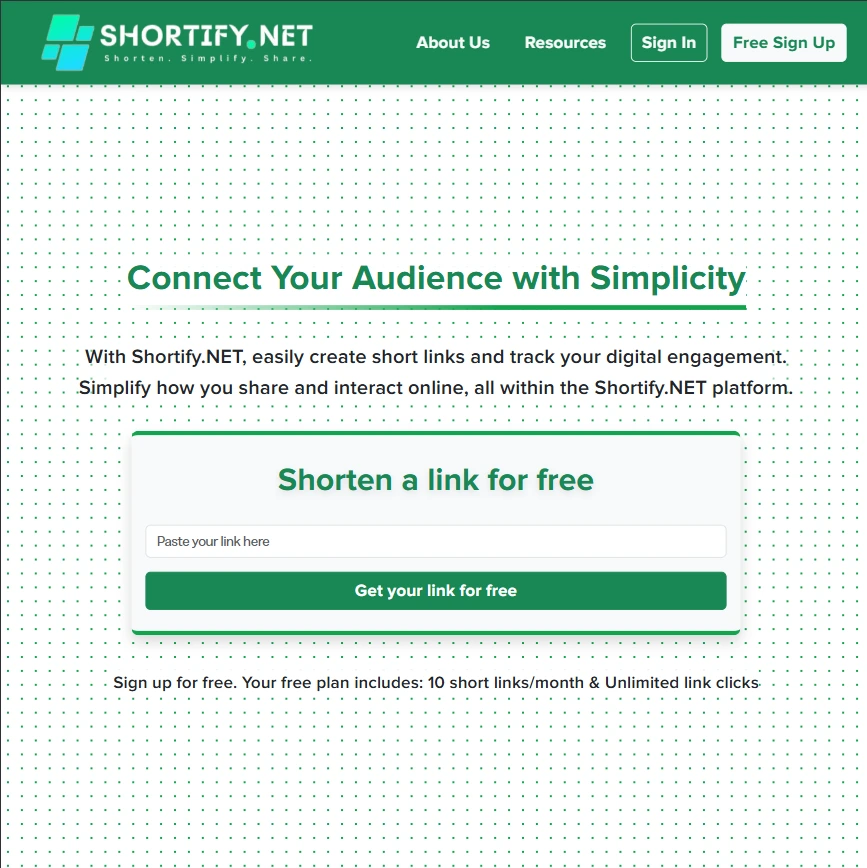 SHORTIFY.NET
Shorten. Simplify. Share.
About Us
Resources
Sign In
Free Sign Up
Connect Your Audience with Simplicity
With Shortify.NET, easily create short links and track your digital engagement.
Simplify how you share and interact online, all within the Shortify.NET platform.
Shorten a link for free
Paste your link here
Get your link for free
Sign up for free. Your free plan includes: 10 short links/month & Unlimited link clicks